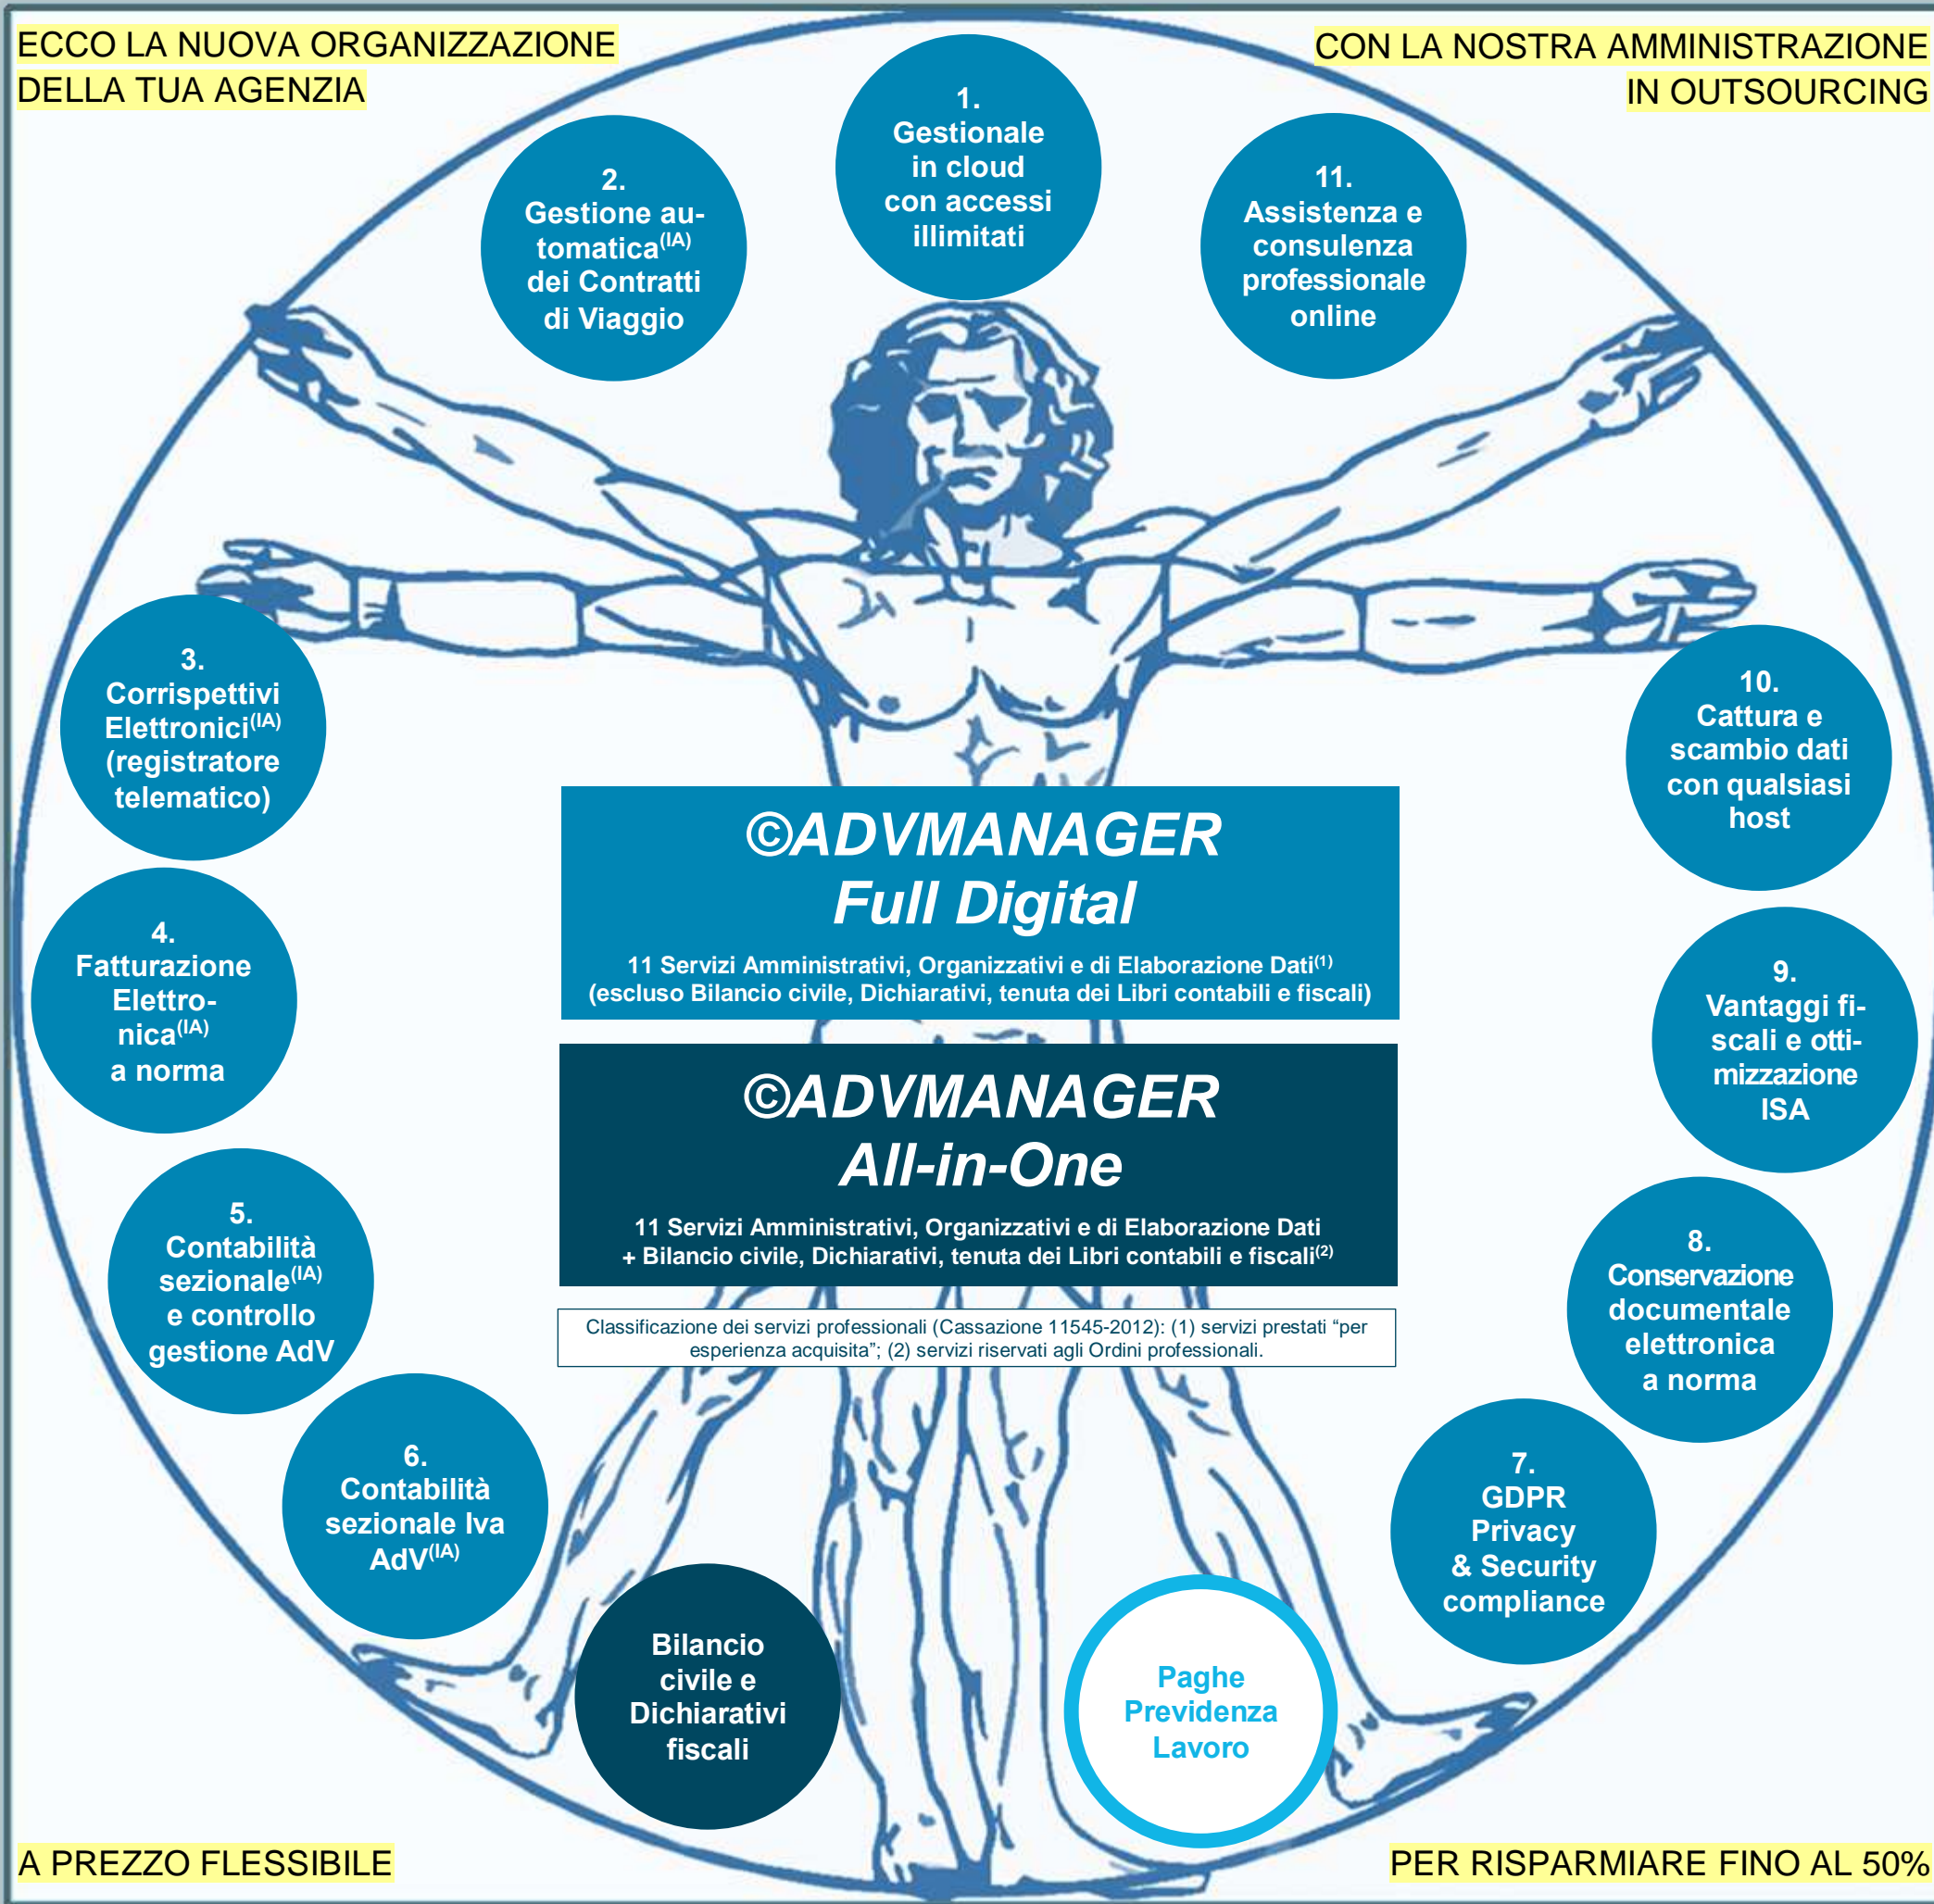 ECCO LA NUOVA ORGANIZZAZIONE
DELLA TUA AGENZIA
CON LA NOSTRA AMMINISTRAZIONE
IN OUTSOURCING
1.
Gestionale
in cloud
con accessi
illimitati
2.
Gestione au-
tomatica(IA)
dei Contratti
di Viaggio
11.
Assistenza e
consulenza
professionale
online
3.
Corrispettivi
Elettronici(IA)
(registratore
telematico)
10.
Cattura e
scambio dati
con qualsiasi
host
©ADVMANAGER
Full Digital
11 Servizi Amministrativi, Organizzativi e di Elaborazione Dati(1)
(escluso Bilancio civile, Dichiarativi, tenuta dei Libri contabili e fiscali)
4.
Fatturazione
Elettro-
nica(IA)
a norma
9.
Vantaggi fi-
scali e otti-
mizzazione
ISA
©ADVMANAGER
All-in-One
11 Servizi Amministrativi, Organizzativi e di Elaborazione Dati
+ Bilancio civile, Dichiarativi, tenuta dei Libri contabili e fiscali(2)
Classificazione dei servizi professionali (Cassazione 11545-2012): (1) servizi prestati “per
esperienza acquisita”; (2) servizi riservati agli Ordini professionali.
5.
Contabilità
sezionale(IA)
e controllo
gestione AdV
8.
Conservazione
documentale
elettronica
a norma
6.
Contabilità
sezionale Iva
AdV(IA)
7.
GDPR
Privacy
& Security
compliance
Bilancio
civile e
Dichiarativi
fiscali
Paghe
Previdenza
Lavoro
A PREZZO FLESSIBILE
PER RISPARMIARE FINO AL 50%